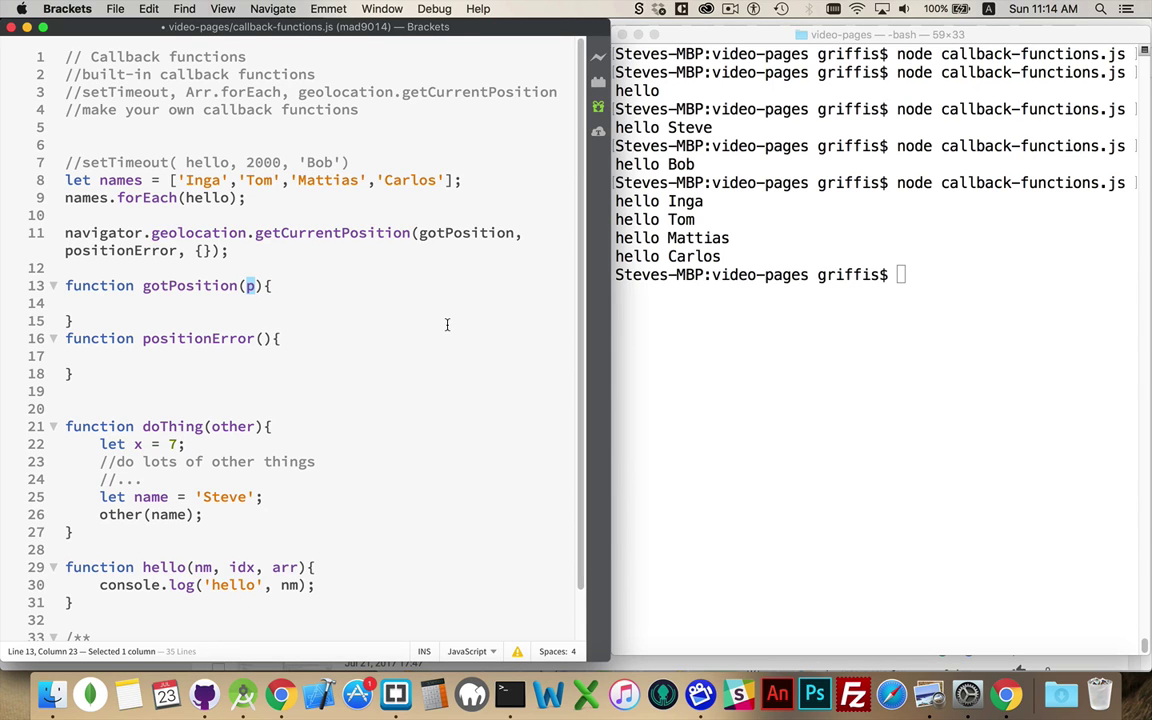 Brackets File Edit Find View Navigate Emmet Window Debug Help 100% A Sun 11:14 AM
• video-pages/callback-functions.js (mad9014) — Brackets
1 // Callback functions
2 //built-in callback functions
3 //setTimeout, Arr.forEach, geolocation.getCurrentPosition
4 //make your own callback functions
5
6
7 //setTimeout( hello, 2000, 'Bob')
8 let names = ['Inga','Tom','Mattias','Carlos'];
9 names.forEach(hello);
10
11 navigator.geolocation.getCurrentPosition(gotPosition,
positionError, {});
12
13 function gotPosition(p){
14
15 }
16 function positionError(){
17
18 }
19
20
21 function doThing(other){
22 let x = 7;
23 //do lots of other things
24 //...
25 let name = 'Steve';
26 other(name);
27 }
28
29 function hello(nm, idx, arr){
30 console.log('hello', nm);
31 }
32
33 /**
Line 13, Column 23 — Selected 1 column — 35 Lines INS JavaScript Spaces: 4
video-pages — -bash — 59×33
Steves-MBP:video-pages griffis$ node callback-functions.js
Steves-MBP:video-pages griffis$ node callback-functions.js
hello
Steves-MBP:video-pages griffis$ node callback-functions.js
hello Steve
Steves-MBP:video-pages griffis$ node callback-functions.js
hello Bob
Steves-MBP:video-pages griffis$ node callback-functions.js
hello Inga
hello Tom
hello Mattias
hello Carlos
Steves-MBP:video-pages griffis$
JUL
23
1
An
Ps
Fz